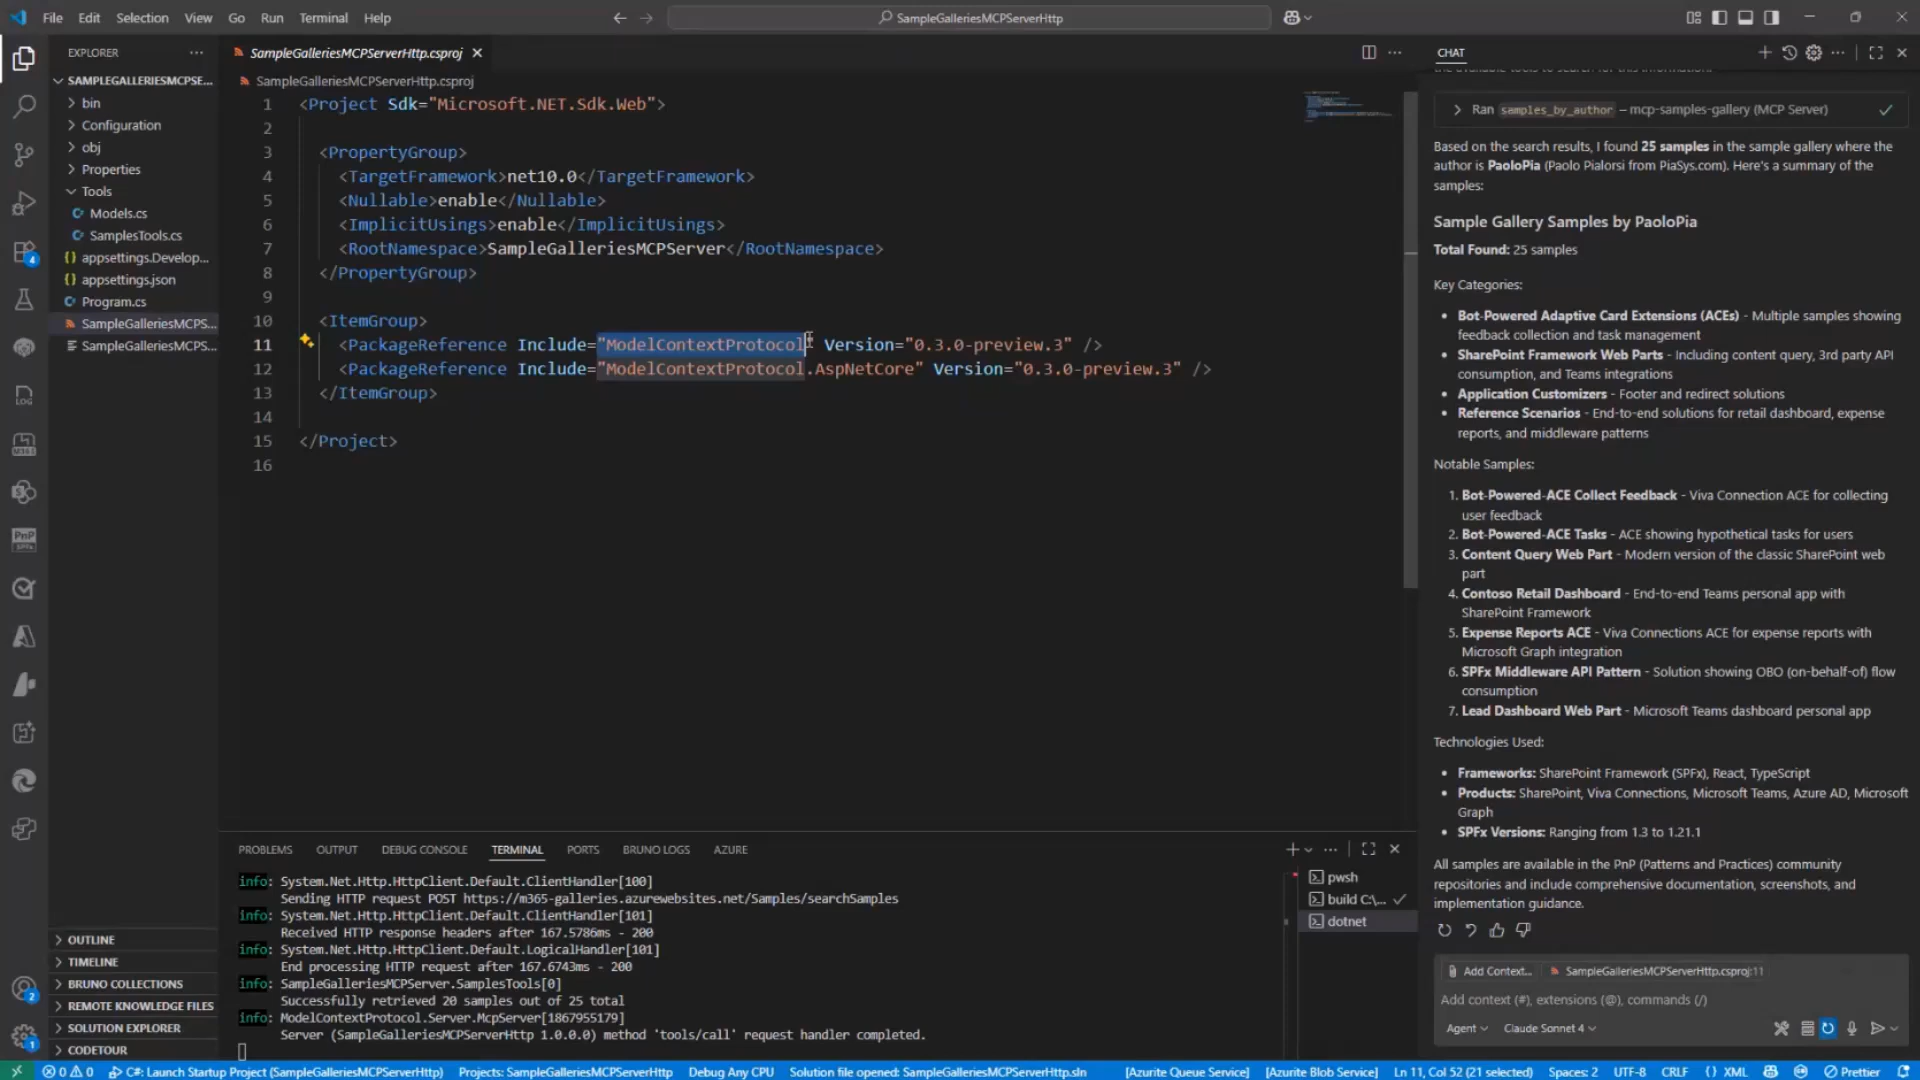 File Edit Selection View Go Run Terminal Help
SampleGalleriesMCPServerHttp
EXPLORER
SAMPLEGALLERIESMCPSE...
bin
Configuration
obj
Properties
Tools
Models.cs
SamplesTools.cs
appsettings.Develop...
appsettings.json
Program.cs
SampleGalleriesMCPS...
SampleGalleriesMCPS...
OUTLINE
TIMELINE
BRUNO COLLECTIONS
REMOTE KNOWLEDGE FILES
SOLUTION EXPLORER
CODETOUR
SampleGalleriesMCPServerHttp.csproj
SampleGalleriesMCPServerHttp.csproj
1 <Project Sdk="Microsoft.NET.Sdk.Web">
2
3 <PropertyGroup>
4 <TargetFramework>net10.0</TargetFramework>
5 <Nullable>enable</Nullable>
6 <ImplicitUsings>enable</ImplicitUsings>
7 <RootNamespace>SampleGalleriesMCPServer</RootNamespace>
8 </PropertyGroup>
9
10 <ItemGroup>
11 <PackageReference Include="ModelContextProtocol" Version="0.3.0-preview.3" />
12 <PackageReference Include="ModelContextProtocol.AspNetCore" Version="0.3.0-preview.3" />
13 </ItemGroup>
14
15 </Project>
16
PROBLEMS OUTPUT DEBUG CONSOLE TERMINAL PORTS BRUNO LOGS AZURE
info: System.Net.Http.HttpClient.Default.ClientHandler[100]
Sending HTTP request POST https://m365-galleries.azurewebsites.net/Samples/searchSamples
info: System.Net.Http.HttpClient.Default.ClientHandler[101]
Received HTTP response headers after 167.5786ms - 200
info: System.Net.Http.HttpClient.Default.LogicalHandler[101]
End processing HTTP request after 167.6743ms - 200
info: SampleGalleriesMCPServer.SamplesTools[0]
Successfully retrieved 20 samples out of 25 total
info: ModelContextProtocol.Server.McpServer[1867955179]
Server (SampleGalleriesMCPServerHttp 1.0.0.0) method 'tools/call' request handler completed.
pwsh
build C:\...
dotnet
CHAT
Ran samples_by_author – mcp-samples-gallery (MCP Server)
Based on the search results, I found 25 samples in the sample gallery where the
author is PaoloPia (Paolo Pialorsi from PiaSys.com). Here's a summary of the
samples:
Sample Gallery Samples by PaoloPia
Total Found: 25 samples
Key Categories:
• Bot-Powered Adaptive Card Extensions (ACEs) - Multiple samples showing
feedback collection and task management
• SharePoint Framework Web Parts - Including content query, 3rd party API
consumption, and Teams integrations
• Application Customizers - Footer and redirect solutions
• Reference Scenarios - End-to-end solutions for retail dashboard, expense
reports, and middleware patterns
Notable Samples:
1. Bot-Powered-ACE Collect Feedback - Viva Connection ACE for collecting
user feedback
2. Bot-Powered-ACE Tasks - ACE showing hypothetical tasks for users
3. Content Query Web Part - Modern version of the classic SharePoint web
part
4. Contoso Retail Dashboard - End-to-end Teams personal app with
SharePoint Framework
5. Expense Reports ACE - Viva Connections ACE for expense reports with
Microsoft Graph integration
6. SPFx Middleware API Pattern - Solution showing OBO (on-behalf-of) flow
consumption
7. Lead Dashboard Web Part - Microsoft Teams dashboard personal app
Technologies Used:
• Frameworks: SharePoint Framework (SPFx), React, TypeScript
• Products: SharePoint, Viva Connections, Microsoft Teams, Azure AD, Microsoft
Graph
• SPFx Versions: Ranging from 1.3 to 1.21.1
All samples are available in the PnP (Patterns and Practices) community
repositories and include comprehensive documentation, screenshots, and
implementation guidance.
Add Context... SampleGalleriesMCPServerHttp.csproj:11
Add context (#), extensions (@), commands (/)
Agent Claude Sonnet 4
0 0 C#: Launch Startup Project (SampleGalleriesMCPServerHttp) Projects: SampleGalleriesMCPServerHttp Debug Any CPU Solution file opened: SampleGalleriesMCPServerHttp.sln [Azurite Queue Service] [Azurite Blob Service] Ln 11, Col 52 (21 selected) Spaces: 2 UTF-8 CRLF {} XML Prettier